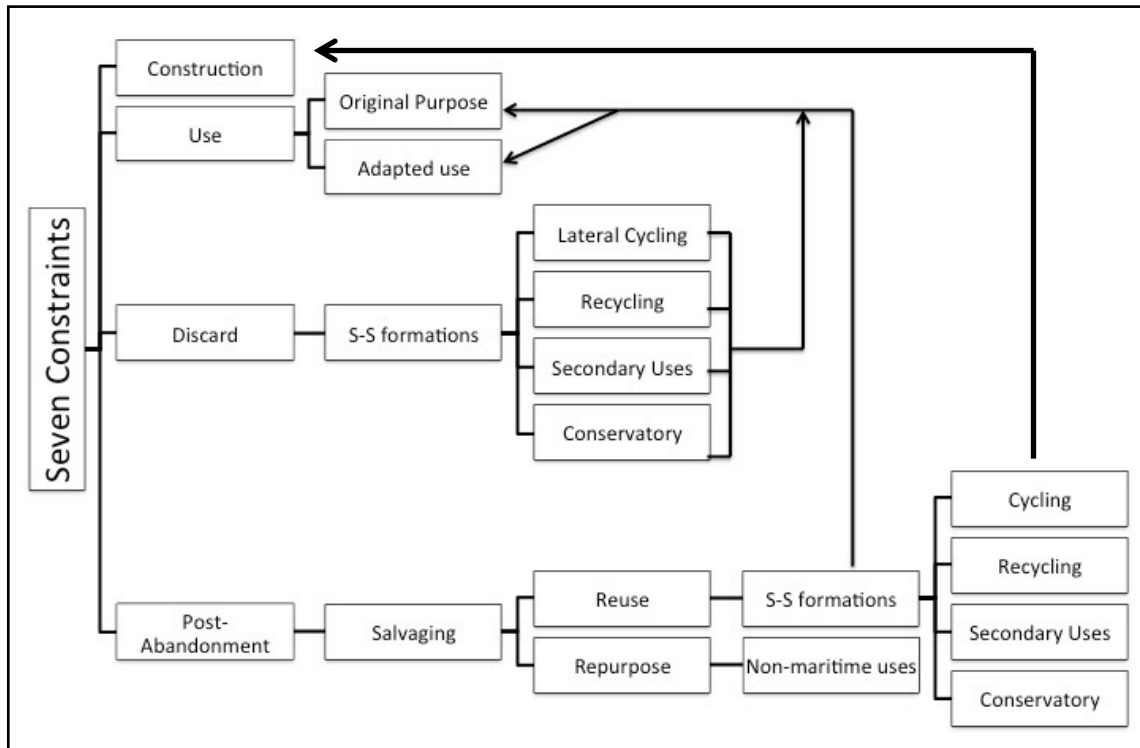 Seven Constraints
Construction
Use
Original Purpose
Adapted use
Discard
S-S formations
Lateral Cycling
Recycling
Secondary Uses
Conservatory
Post-
Abandonment
Salvaging
Reuse
Repurpose
S-S formations
Non-maritime uses
Cycling
Recycling
Secondary Uses
Conservatory